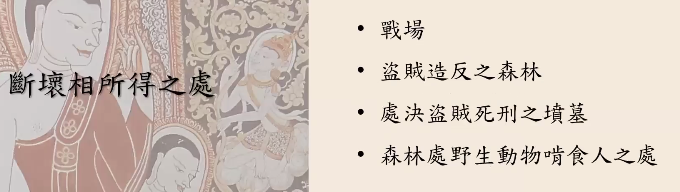 斷壞相所得之處
• 戰場
• 盜賊造反之森林
• 處決盜賊死刑之墳墓
• 森林處野生動物啃食人之處